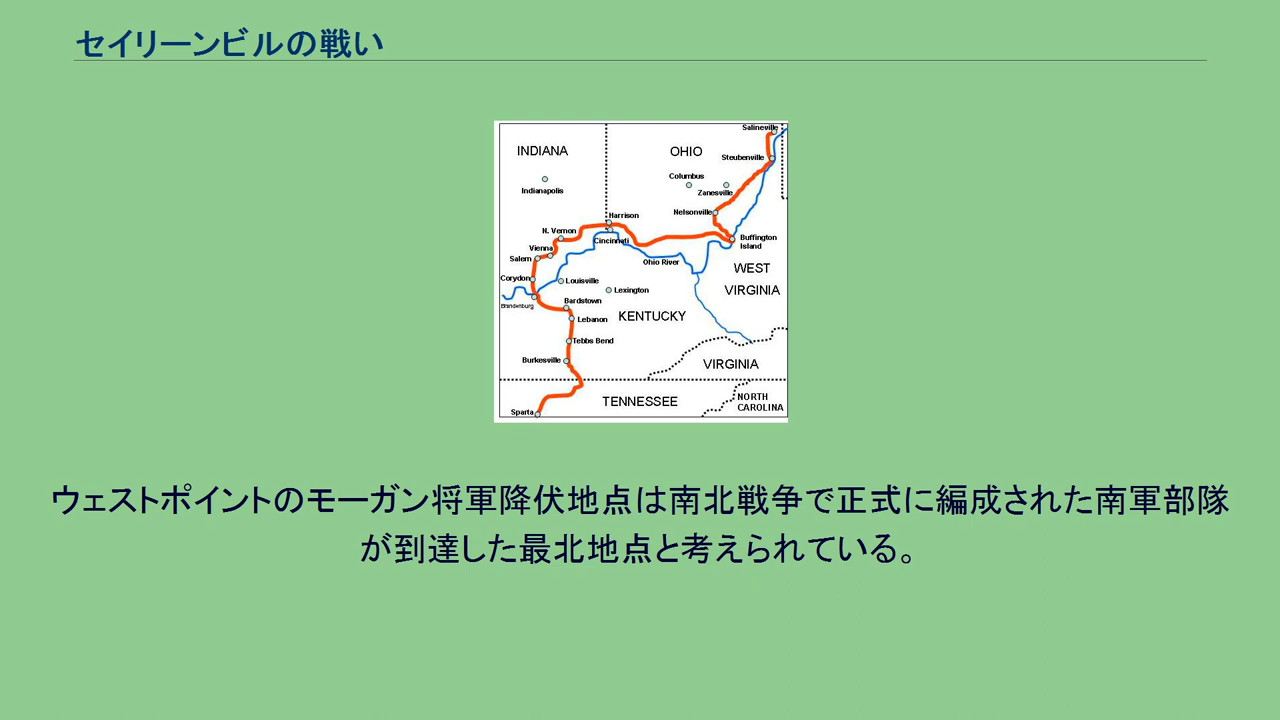 セイリーンビルの戦い
Salineville
INDIANA
OHIO
Steubenville
Columbus
Indianapolis
Zanesville
Nelsonville
Harrison
N. Vernon
Cincinnati
Buffington
Island
Vienna
Salem
Ohio River
WEST
VIRGINIA
Corydon
Louisville
Lexington
Brandenburg
Bardstown
Lebanon
KENTUCKY
Tebbs Bend
Burkesville
VIRGINIA
TENNESSEE
NORTH
CAROLINA
Sparta
ウェストポイントのモーガン将軍降伏地点は南北戦争で正式に編成された南軍部隊
が到達した最北地点と考えられている。